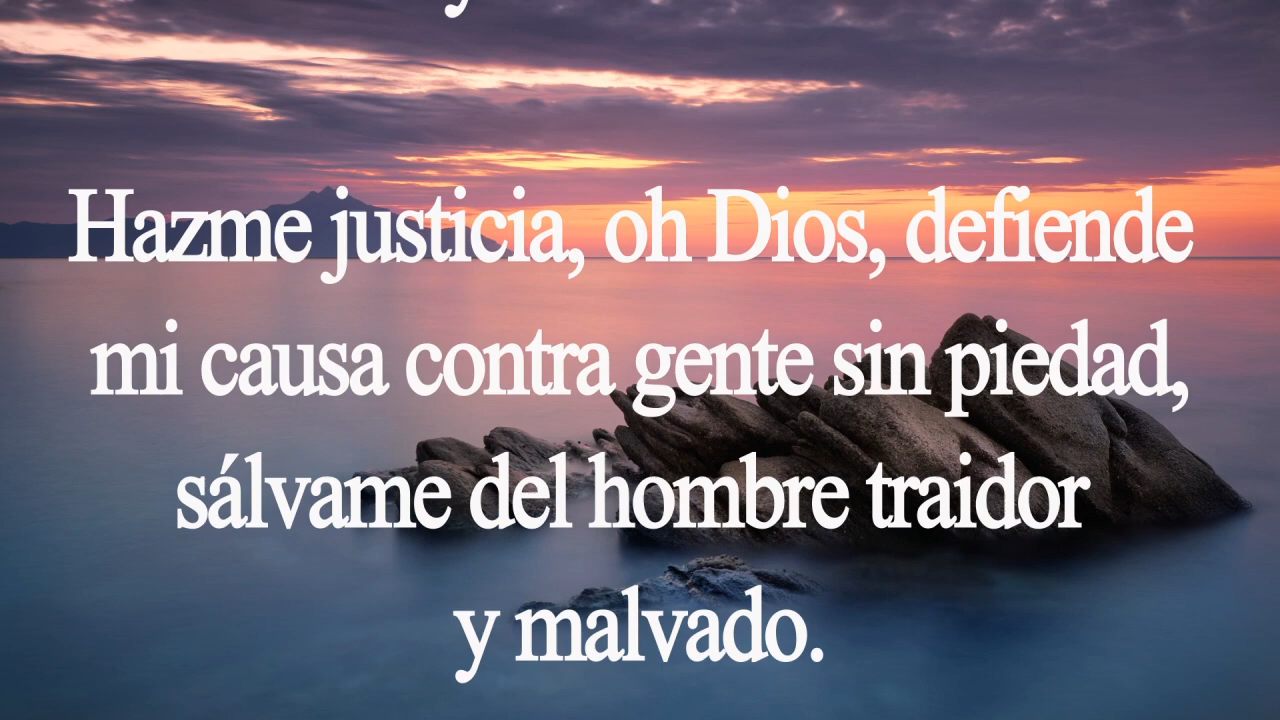 Hazme justicia, oh Dios, defiende
mi causa contra gente sin piedad,
sálvame del hombre traidor
y malvado.